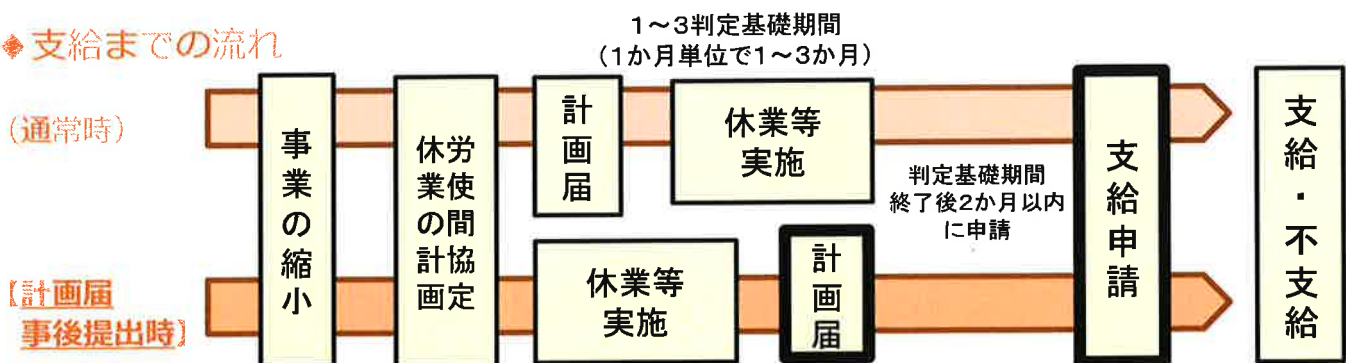 ◆支給までの流れ
1～3判定基礎期間
（1か月単位で1～3か月）
(通常時)
事業の縮小
労使間協定
休業の計画
計画届
休業等
実施
判定基礎期間
終了後2か月以内
に申請
支給申請
支給・不支給
【計画届
事後提出時】
休業等
実施
計画届